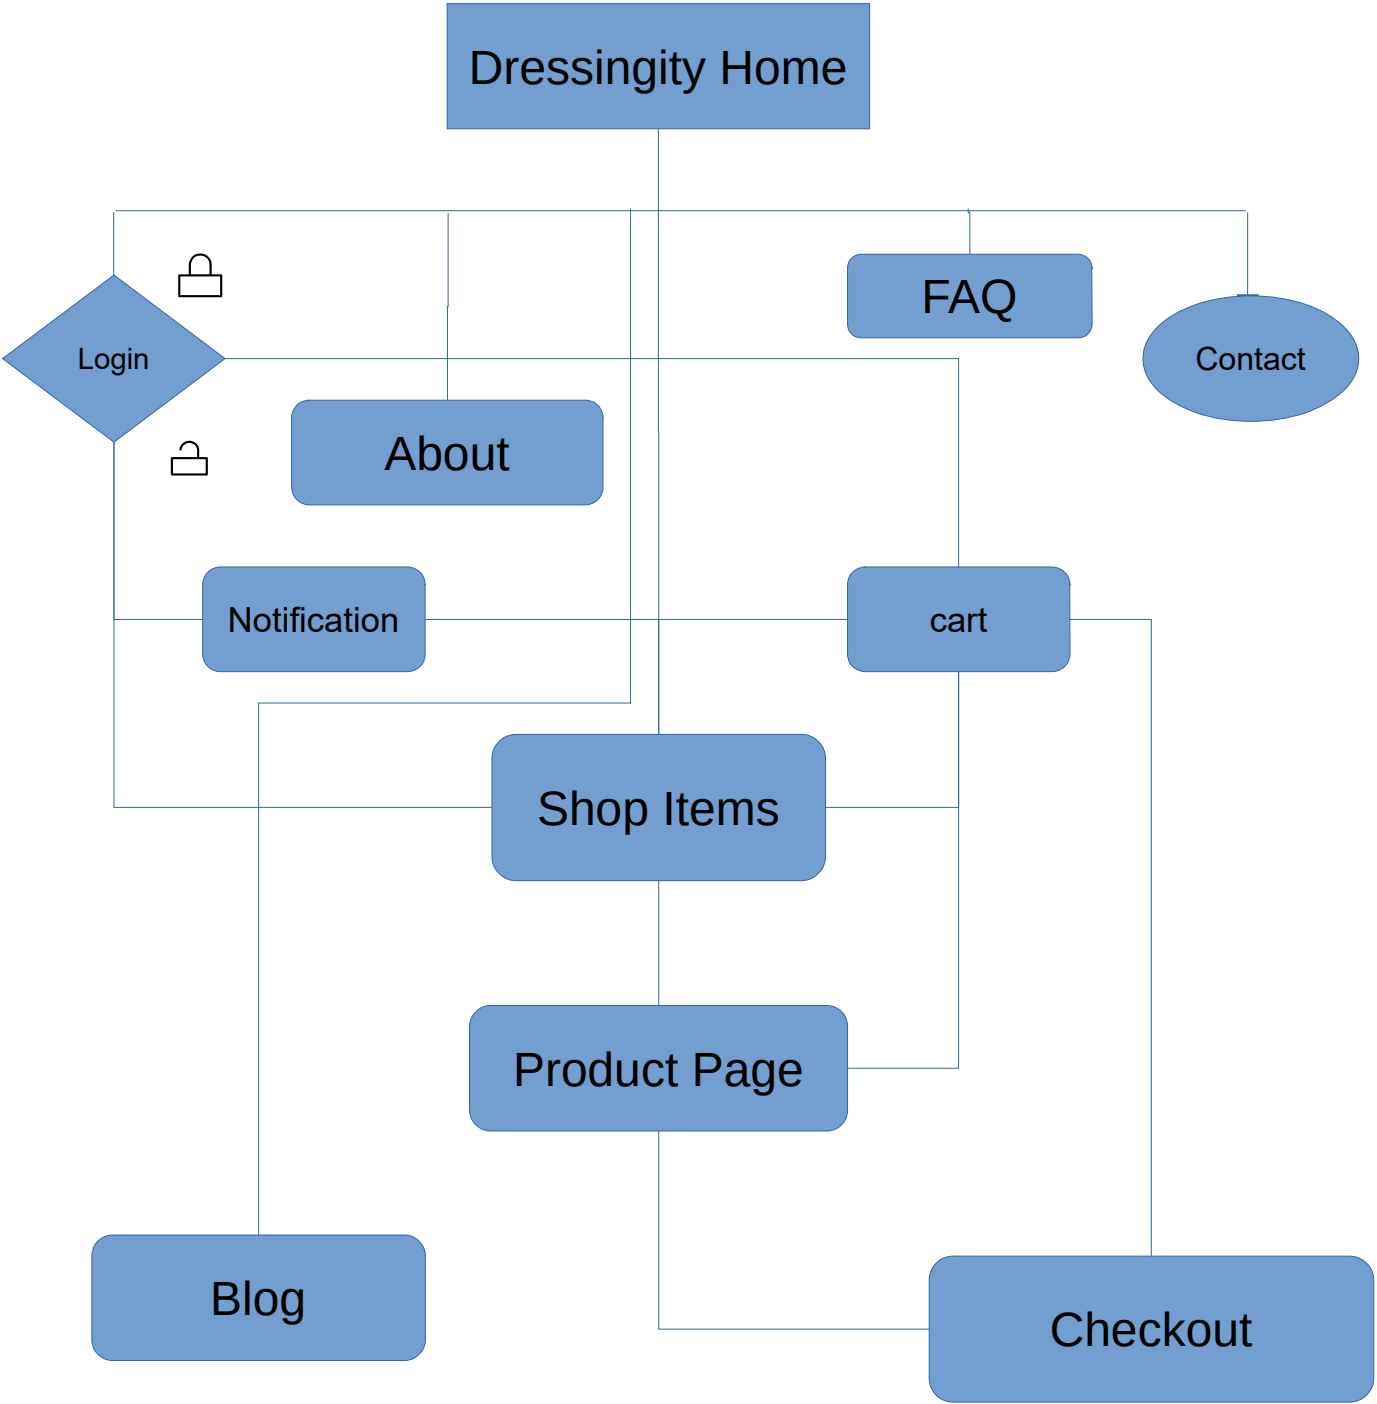 Dressingity Home
FAQ
Login
Contact
About
Notification
cart
Shop Items
Product Page
Blog
Checkout